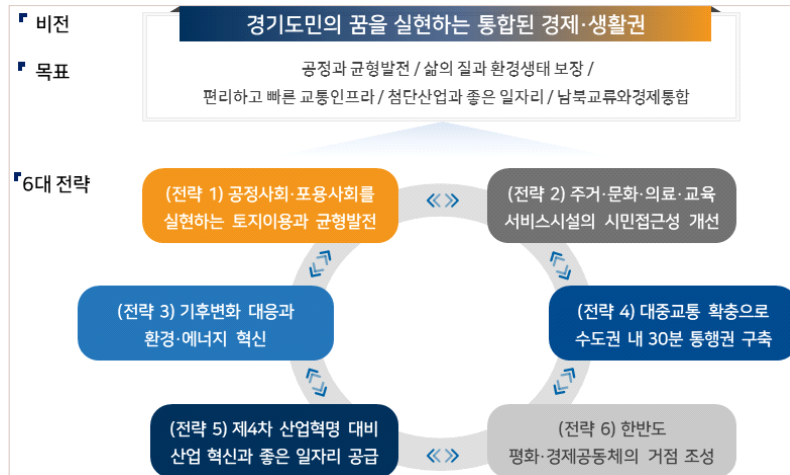 비전
경기도민의 꿈을 실현하는 통합된 경제·생활권
목표
공정과 균형발전 / 삶의 질과 환경생태 보장 /
편리하고 빠른 교통인프라 / 첨단산업과 좋은 일자리 / 남북교류와경제통합
6대 전략
(전략 1) 공정사회·포용사회를
실현하는 토지이용과 균형발전
(전략 2) 주거·문화·의료·교육
서비스시설의 시민접근성 개선
(전략 3) 기후변화 대응과
환경·에너지 혁신
(전략 4) 대중교통 확충으로
수도권 내 30분 통행권 구축
(전략 5) 제4차 산업혁명 대비
산업 혁신과 좋은 일자리 공급
(전략 6) 한반도
평화·경제공동체의 거점 조성